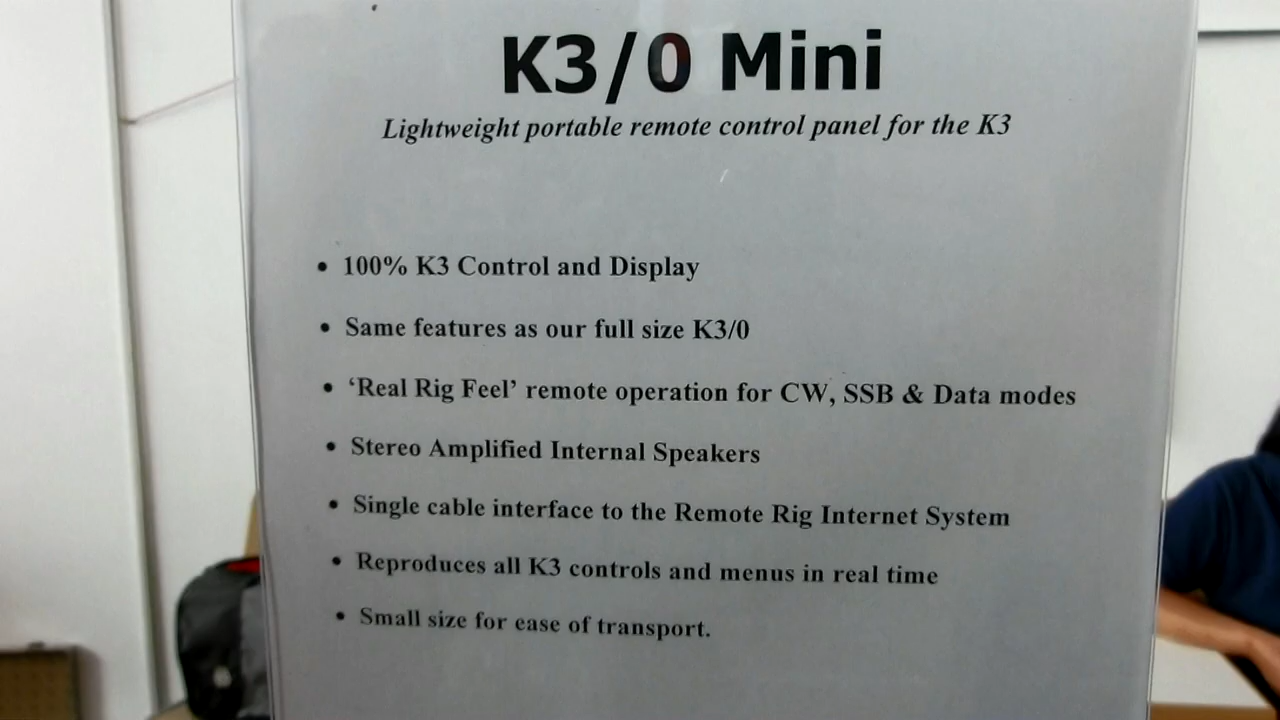 K3/0 Mini
Lightweight portable remote control panel for the K3
• 100% K3 Control and Display
• Same features as our full size K3/0
• ‘Real Rig Feel’ remote operation for CW, SSB & Data modes
• Stereo Amplified Internal Speakers
• Single cable interface to the Remote Rig Internet System
• Reproduces all K3 controls and menus in real time
• Small size for ease of transport.